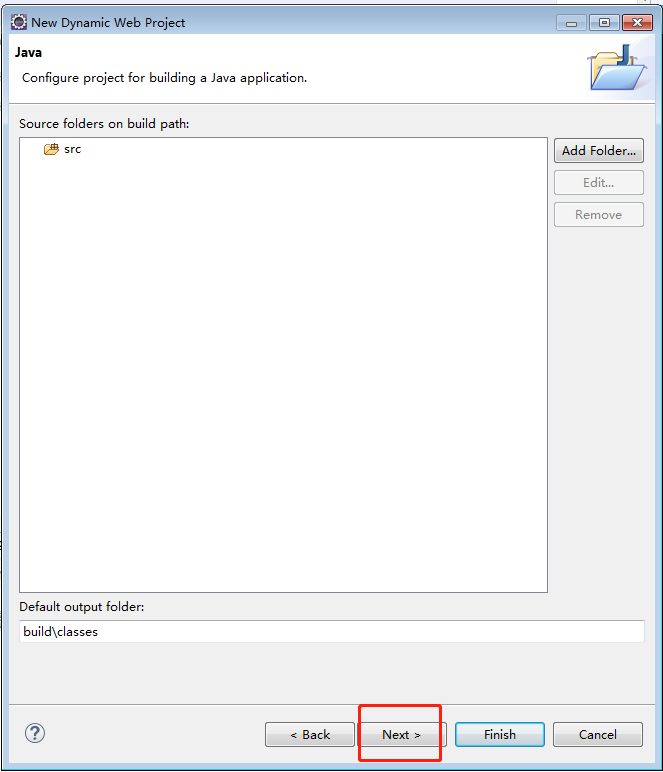 New Dynamic Web Project
Java
Configure project for building a Java application.
Source folders on build path:
src
Add Folder...
Edit...
Remove
Default output folder:
build\classes
< Back
Next >
Finish
Cancel